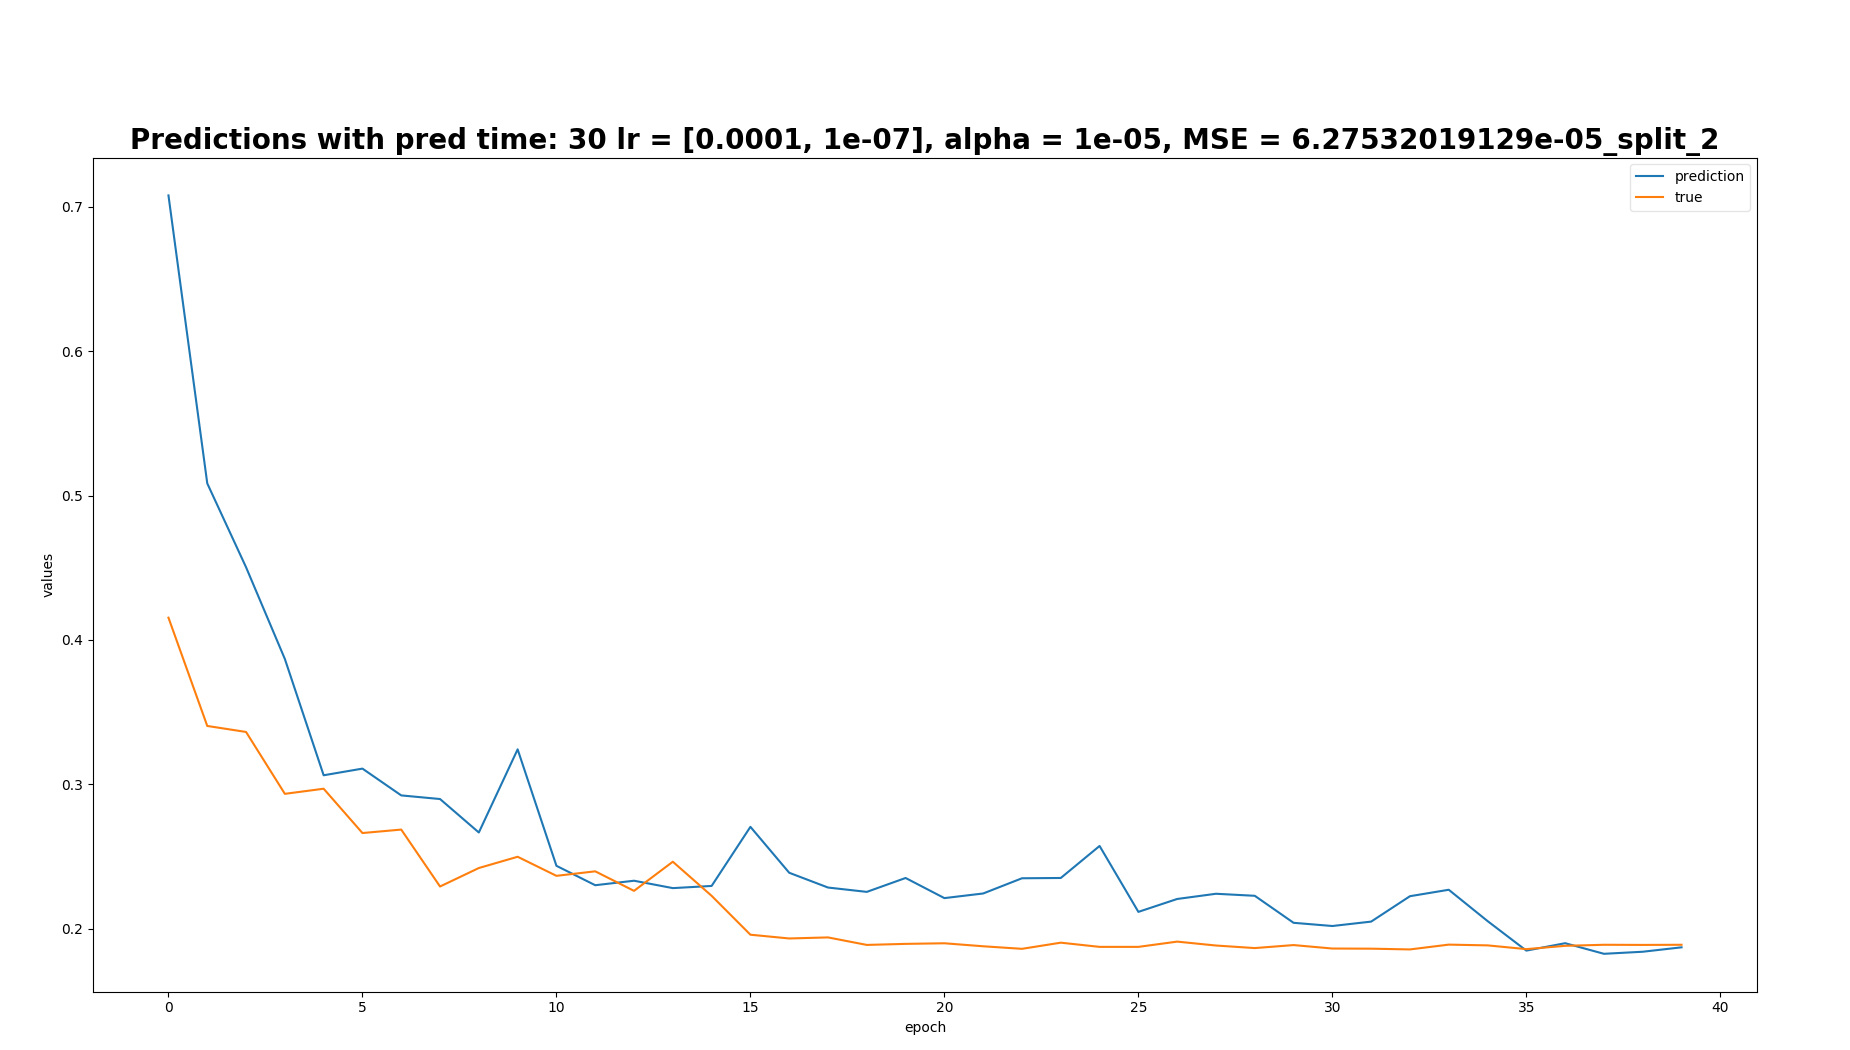 Predictions with pred time: 30 lr = [0.0001, 1e-07], alpha = 1e-05, MSE = 6.27532019129e-05_split_2
prediction
true
0.7
0.6
0.5
0.4
0.3
0.2
values
0 5 10 15 20 25 30 35 40
epoch